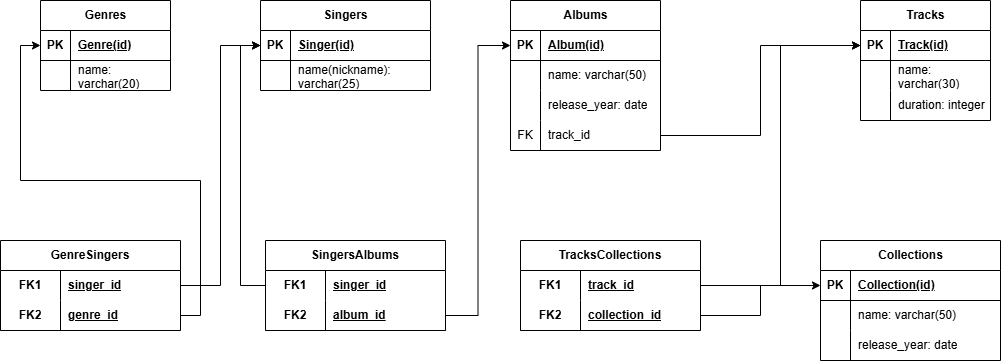 Genres
PK Genre(id)
name:
varchar(20)
Singers
PK Singer(id)
name(nickname):
varchar(25)
Albums
PK Album(id)
name: varchar(50)
release_year: date
FK track_id
Tracks
PK Track(id)
name:
varchar(30)
duration: integer
GenreSingers
FK1 singer_id
FK2 genre_id
SingersAlbums
FK1 singer_id
FK2 album_id
TracksCollections
FK1 track_id
FK2 collection_id
Collections
PK Collection(id)
name: varchar(50)
release_year: date